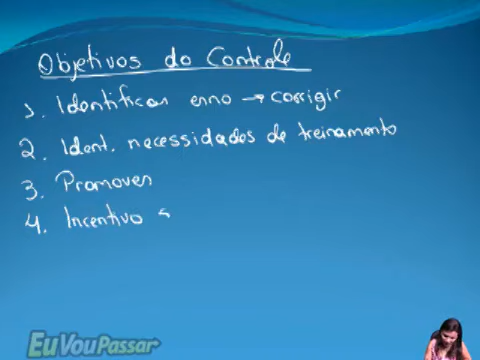 Objetivos do Controle
1. Identificar erro → corrigir
2. Ident. necessidades de treinamento
3. Promover
4. Incentivo
EuVouPassar